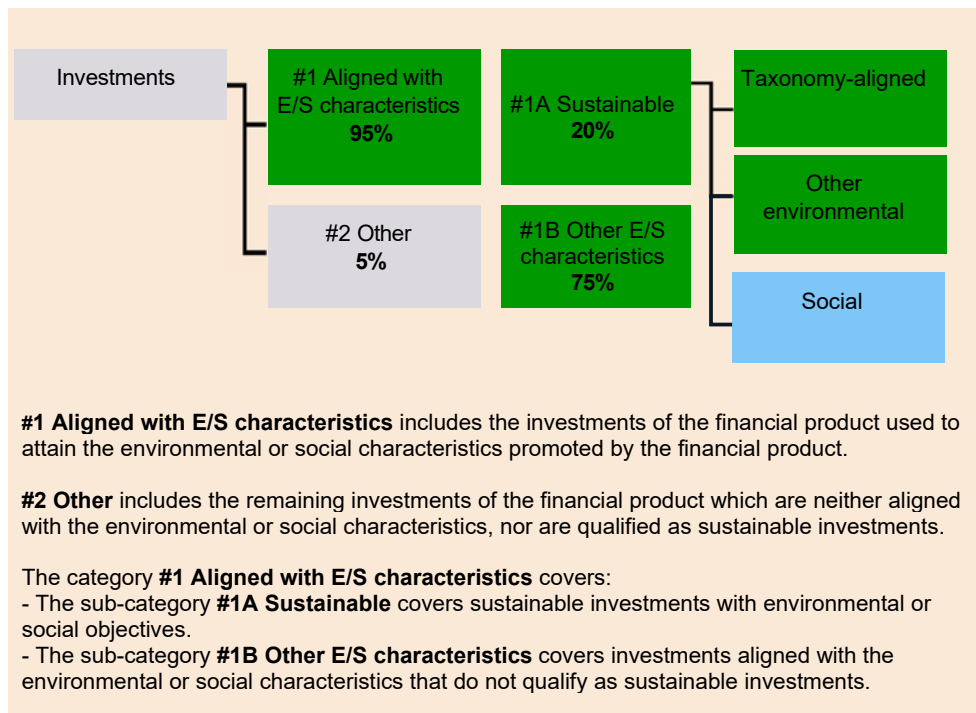 Investments
#1 Aligned with
E/S characteristics
95%
#2 Other
5%
#1A Sustainable
20%
#1B Other E/S
characteristics
75%
Taxonomy-aligned
Other
environmental
Social
#1 Aligned with E/S characteristics includes the investments of the financial product used to
attain the environmental or social characteristics promoted by the financial product.
#2 Other includes the remaining investments of the financial product which are neither aligned
with the environmental or social characteristics, nor are qualified as sustainable investments.
The category #1 Aligned with E/S characteristics covers:
- The sub-category #1A Sustainable covers sustainable investments with environmental or
social objectives.
- The sub-category #1B Other E/S characteristics covers investments aligned with the
environmental or social characteristics that do not qualify as sustainable investments.